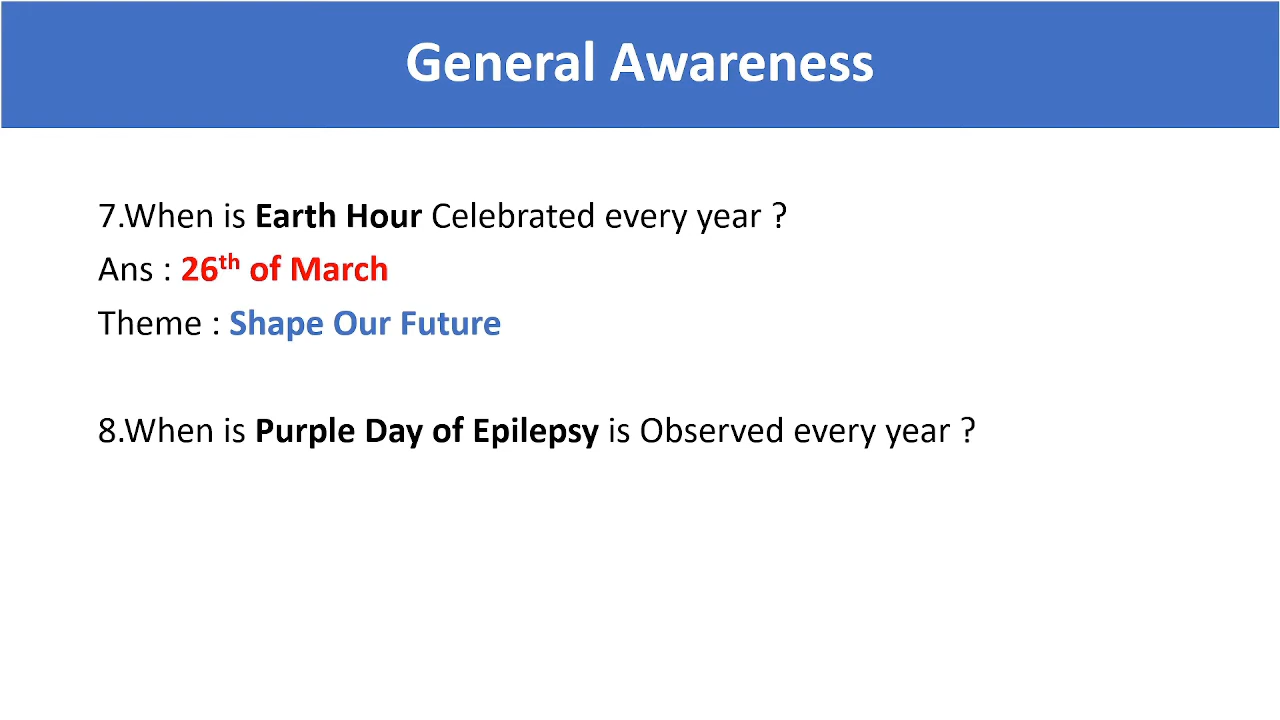 General Awareness
7.When is Earth Hour Celebrated every year ?
Ans : 26th of March
Theme : Shape Our Future
8.When is Purple Day of Epilepsy is Observed every year ?